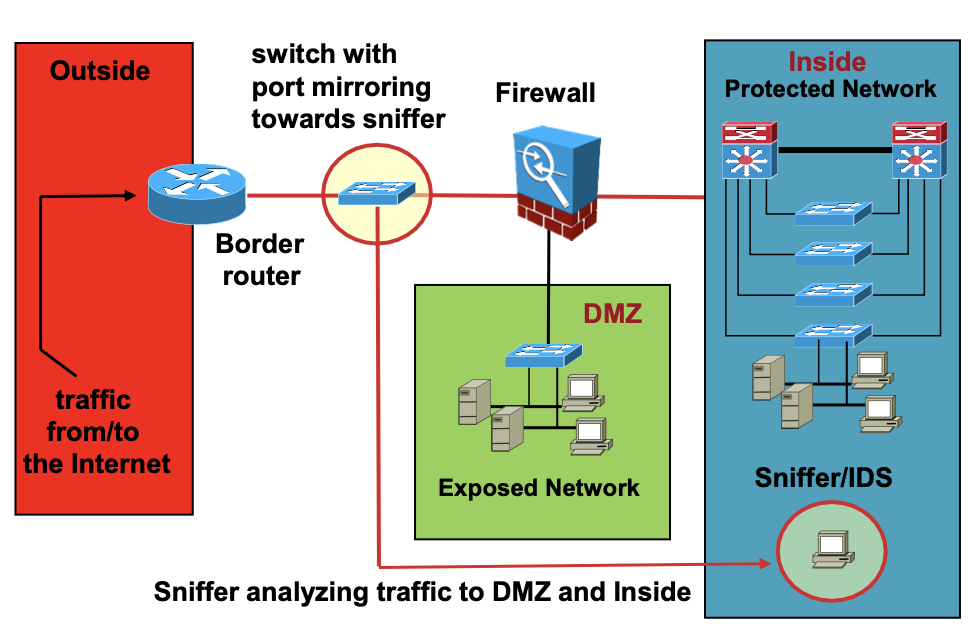 Outside
switch with
port mirroring
towards sniffer
Firewall
Inside
Protected Network
Border
router
DMZ
traffic
from/to
the Internet
Exposed Network
Sniffer/IDS
Sniffer analyzing traffic to DMZ and Inside